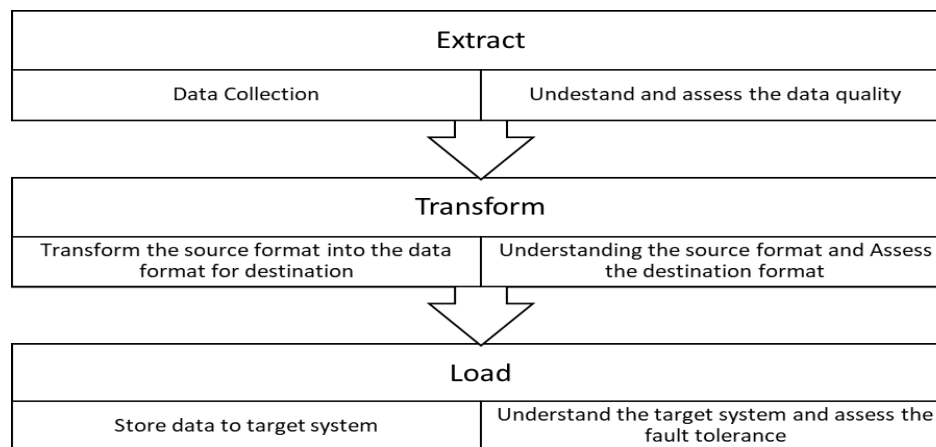 Extract
Data Collection
Undestand and assess the data quality
Transform
Transform the source format into the data
format for destination
Understanding the source format and Assess
the destination format
Load
Store data to target system
Understand the target system and assess the
fault tolerance